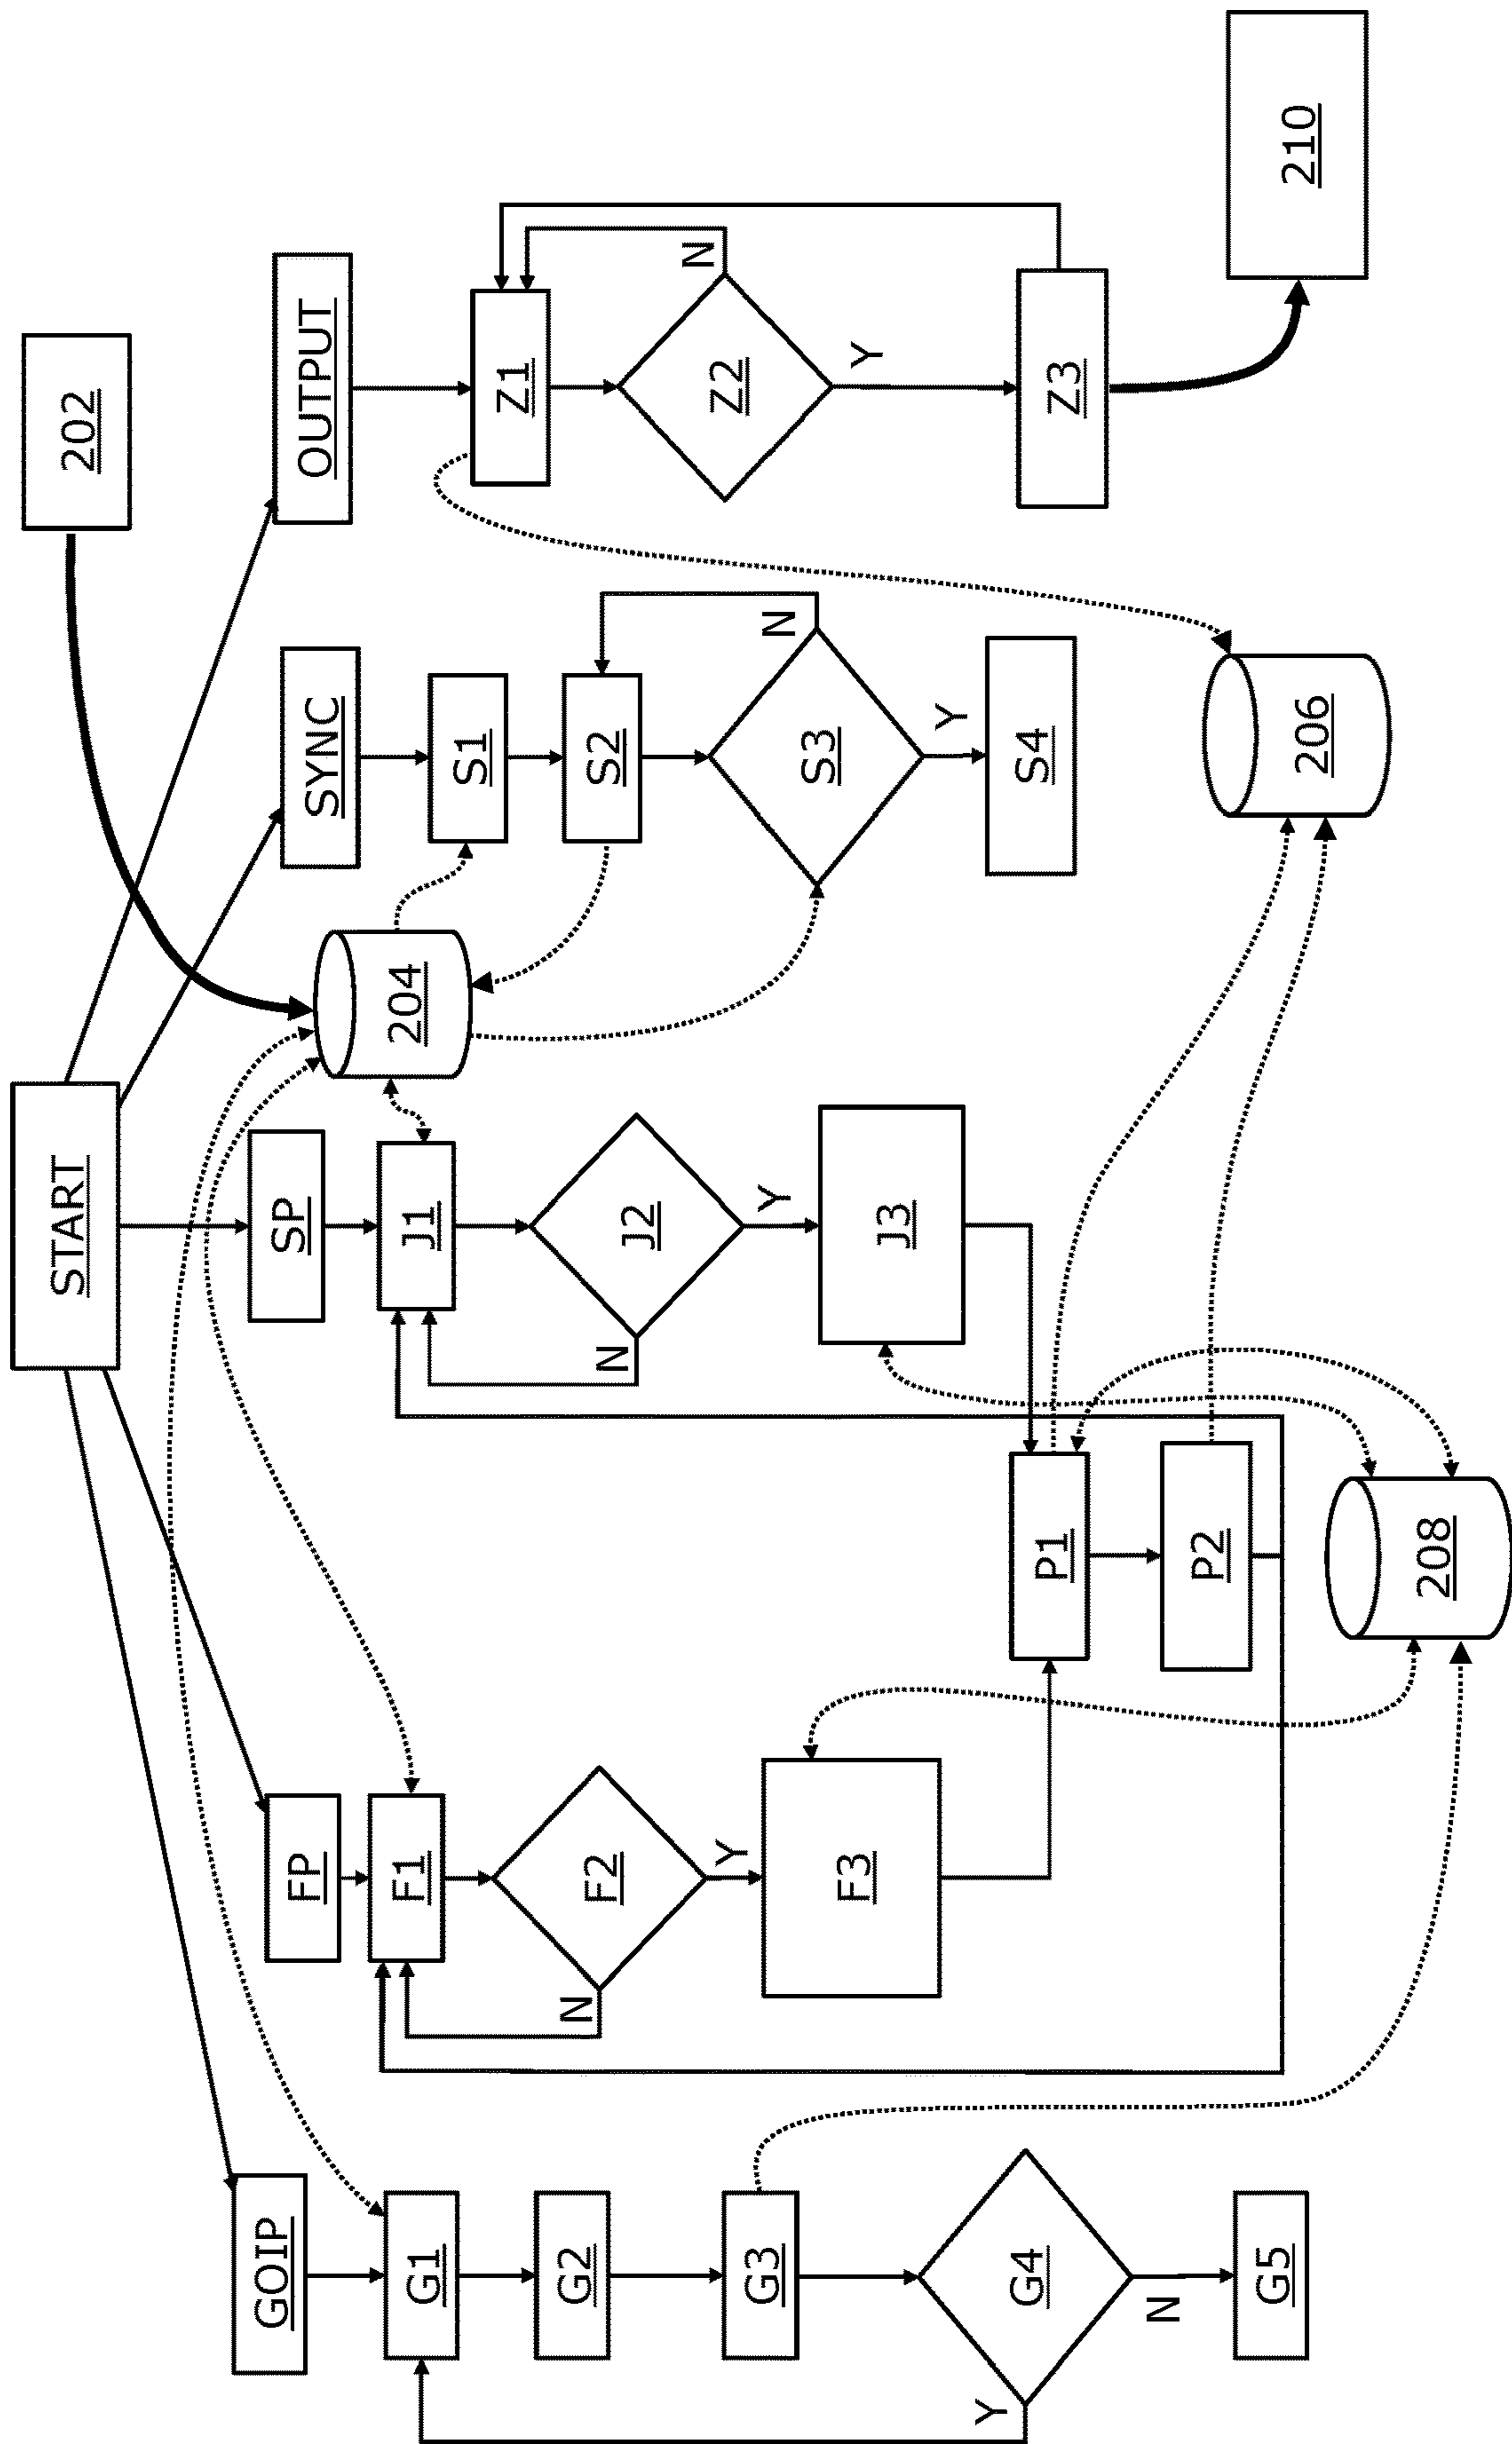 START
202
GOIP
FP
SP
SYNC
OUTPUT
204
G1
F1
J1
S1
Z1
G2
F2
N
Y
J2
N
Y
S2
Z2
N
Y
G3
F3
J3
S3
N
Y
Z3
G4
Y
N
P1
S4
G5
P2
208
206
210